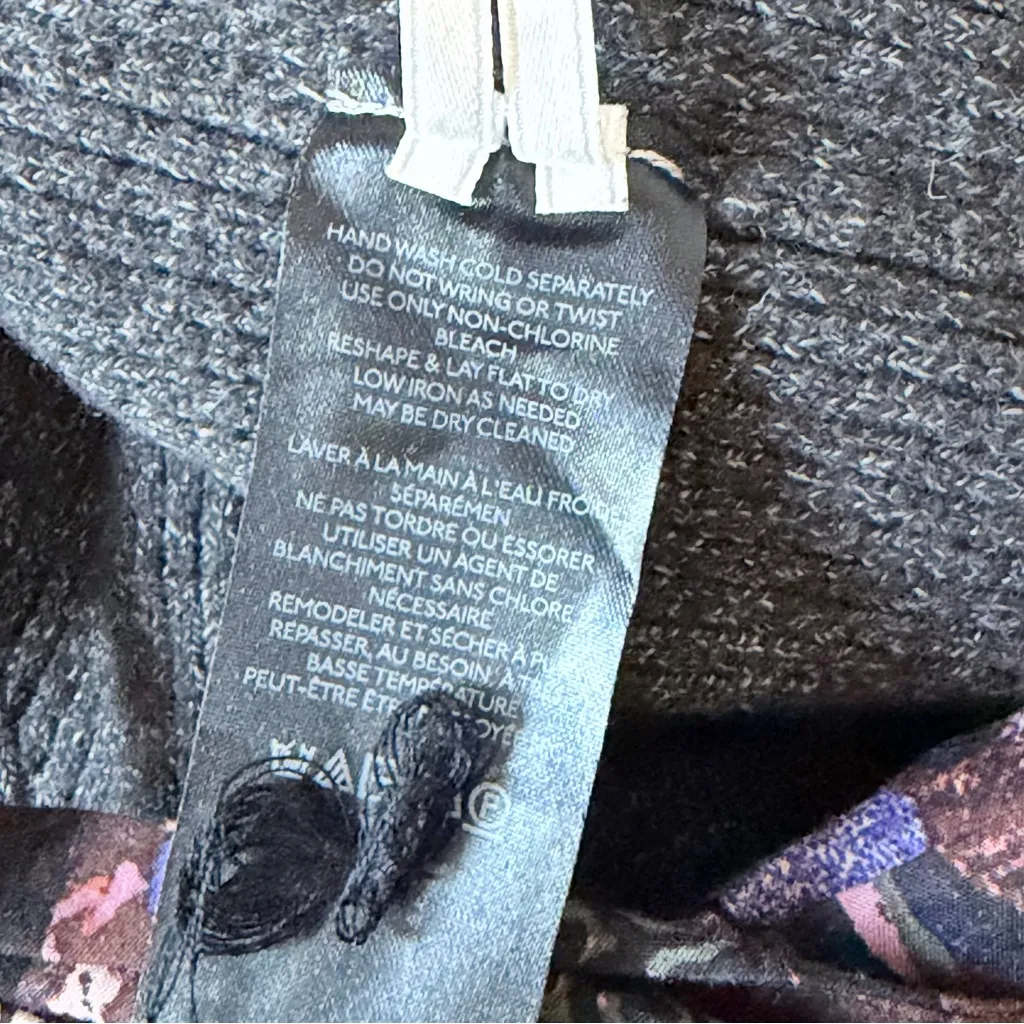 HAND WASH COLD SEPARATELY
DO NOT WRING OR TWIST
USE ONLY NON-CHLORINE
BLEACH
RESHAPE & LAY FLAT TO DRY
LOW IRON AS NEEDED
MAY BE DRY CLEANED
LAVER À LA MAIN À L'EAU
SÉPARÉMEN
NE PAS TORDRE OU ESSORER
UTILISER UN AGENT DE
BLANCHIMENT SANS CHLORE
NÉCESSAIRE
REMODELER ET SÉCHER À
REPASSER, AU BESOIN, À
BASSE TEMPÉRATURE
PEUT-ÊTRE
P